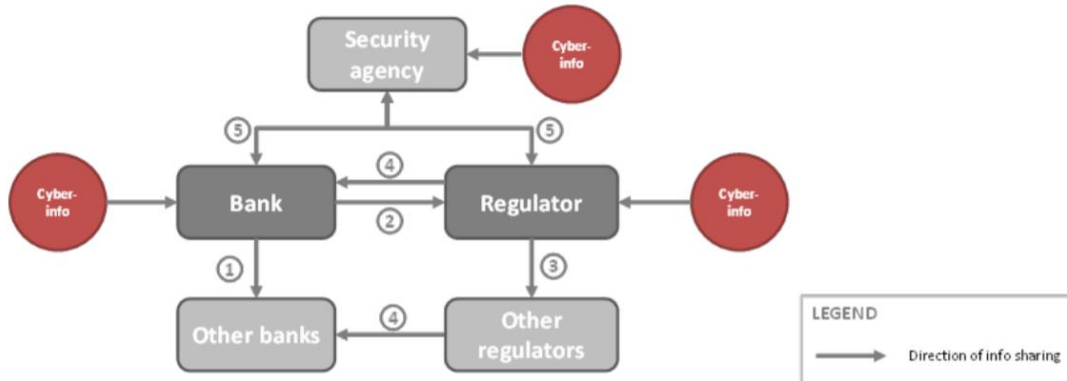 Security
agency
Cyber-
info
5
5
4
Cyber-
info
Bank
2
Regulator
Cyber-
info
1
3
Other banks
4
Other
regulators
LEGEND
Direction of info sharing